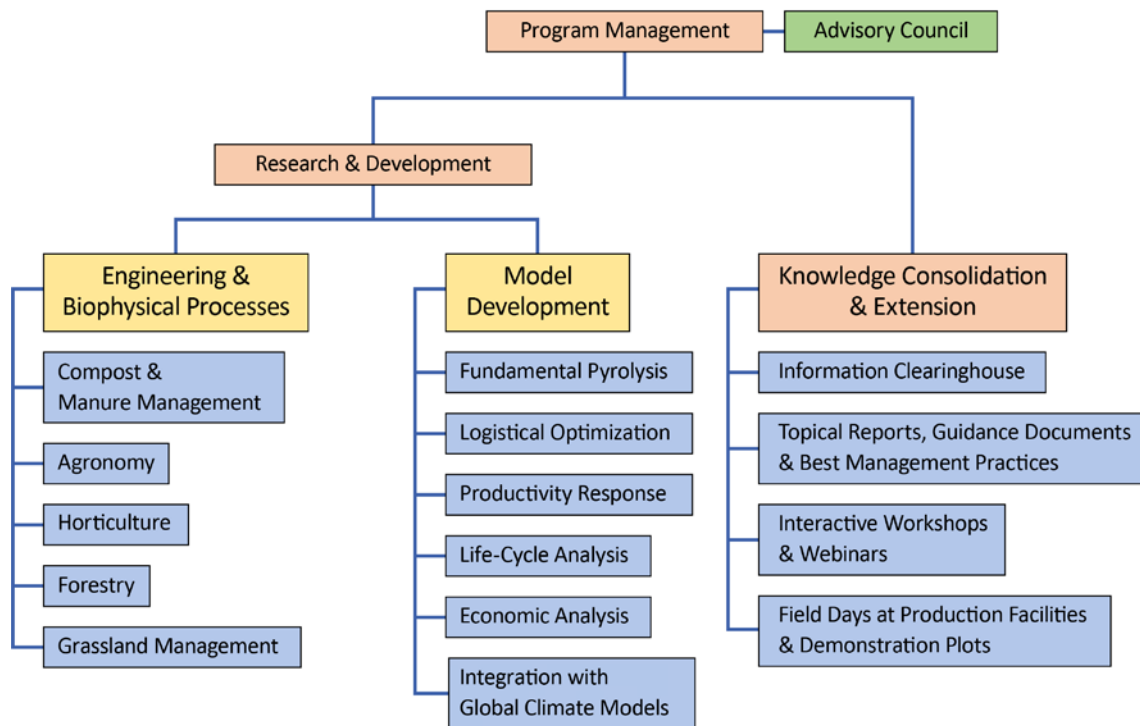 Program Management
Advisory Council
Research & Development
Engineering &
Biophysical Processes
Compost &
Manure Management
Agronomy
Horticulture
Forestry
Grassland Management
Model
Development
Fundamental Pyrolysis
Logistical Optimization
Productivity Response
Life-Cycle Analysis
Economic Analysis
Integration with
Global Climate Models
Knowledge Consolidation
& Extension
Information Clearinghouse
Topical Reports, Guidance Documents
& Best Management Practices
Interactive Workshops
& Webinars
Field Days at Production Facilities
& Demonstration Plots